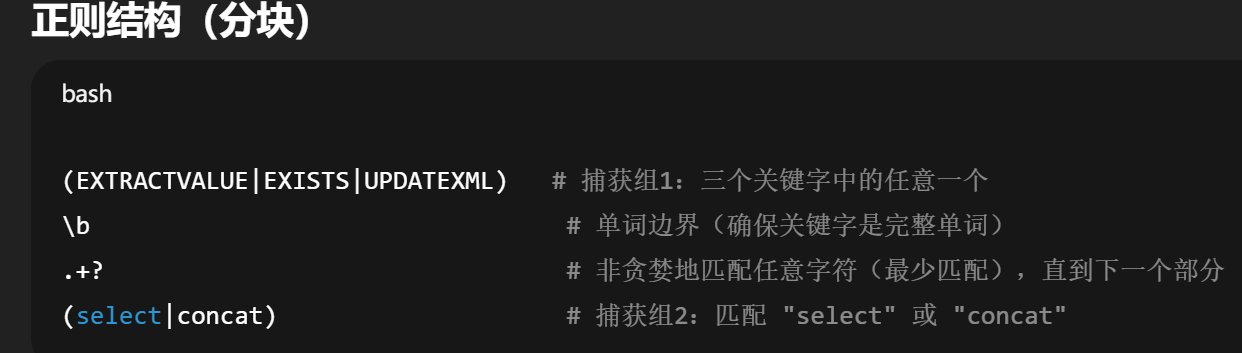 正则结构（分块）
bash
(EXTRACTVALUE|EXISTS|UPDATEXML)   # 捕获组1：三个关键字中的任意一个
\b                                 # 单词边界（确保关键字是完整单词）
.+?                                # 非贪婪地匹配任意字符（最少匹配），直到下一个部分
(select|concat)                    # 捕获组2：匹配 "select" 或 "concat"